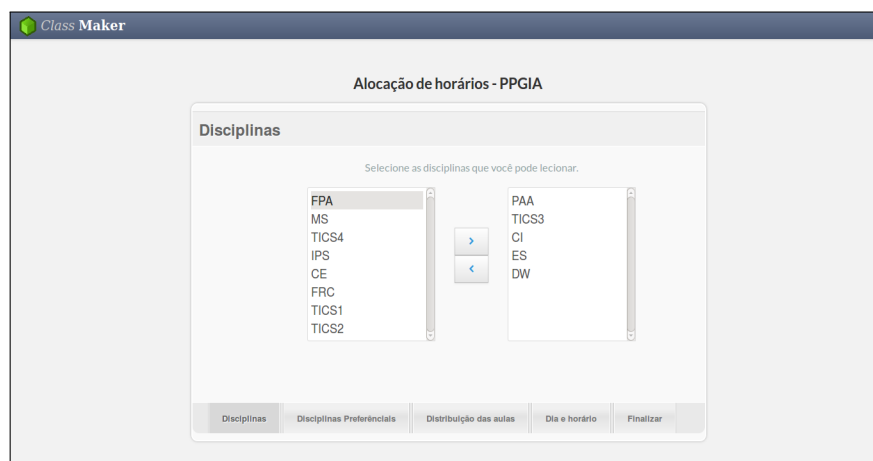 Class Maker
Alocação de horários - PPGIA
Disciplinas
Selecione as disciplinas que você pode lecionar.
FPA
MS
TICS4
IPS
CE
FRC
TICS1
TICS2
>
<
PAA
TICS3
CI
ES
DW
Disciplinas Disciplinas Preferênciais Distribuição das aulas Dia e horário Finalizar